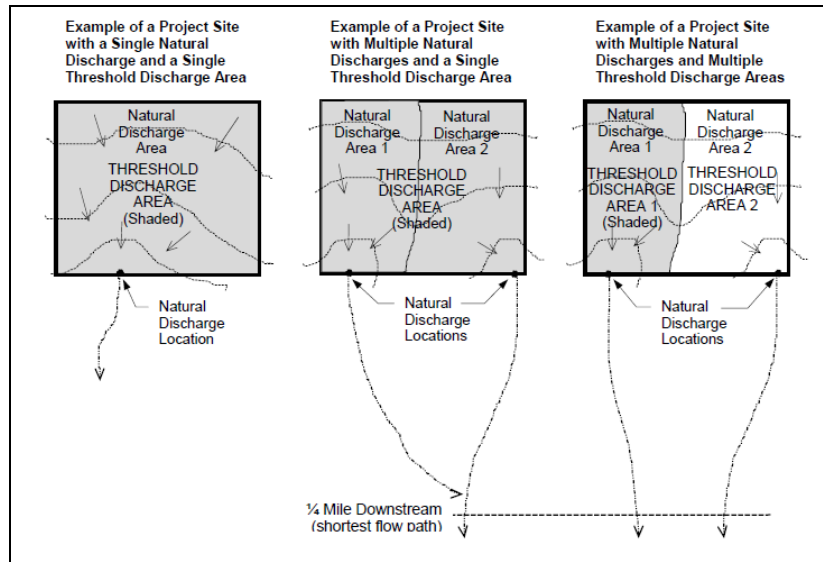 Example of a Project Site
with a Single Natural
Discharge and a Single
Threshold Discharge Area
Natural
Discharge
Area
THRESHOLD
DISCHARGE
AREA
(Shaded)
Natural
Discharge
Location
Example of a Project Site
with Multiple Natural
Discharges and a Single
Threshold Discharge Area
Natural
Discharge
Area 1
Natural
Discharge
Area 2
THRESHOLD
DISCHARGE
AREA
(Shaded)
Natural
Discharge
Locations
Example of a Project Site
with Multiple Natural
Discharges and Multiple
Threshold Discharge Areas
Natural
Discharge
Area 1
Natural
Discharge
Area 2
THRESHOLD
DISCHARGE
AREA 1
(Shaded)
THRESHOLD
DISCHARGE
AREA 2
Natural
Discharge
Locations
¼ Mile Downstream
(shortest flow path)